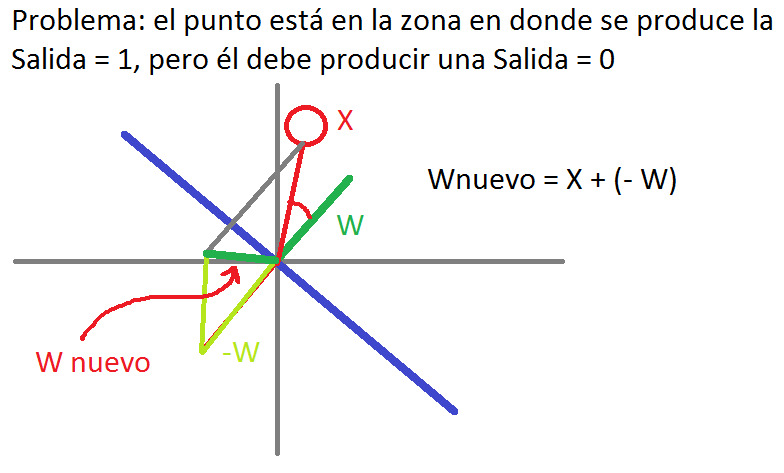 Problema: el punto está en la zona en donde se produce la
Salida = 1, pero él debe producir una Salida = 0
X
Wnuevo = X + (- W)
W
-W
W nuevo